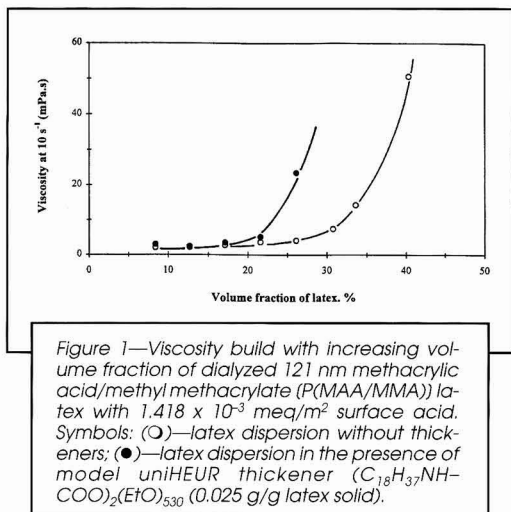 60
40
20
0
Viscosity at 10 s⁻¹ (mPa.s)
0
10
20
30
40
50
Volume fraction of latex. %
Figure 1—Viscosity build with increasing vol-
ume fraction of dialyzed 121 nm methacrylic
acid/methyl methacrylate (P(MAA/MMA)) la-
tex with 1.418 x 10⁻³ meq/m² surface acid.
Symbols: (○)—latex dispersion without thick-
eners; (●)—latex dispersion in the presence of
model uniHEUR thickener (C₁₈H₃₇NH–
COO)₂(EtO)₅₃₀ (0.025 g/g latex solid).